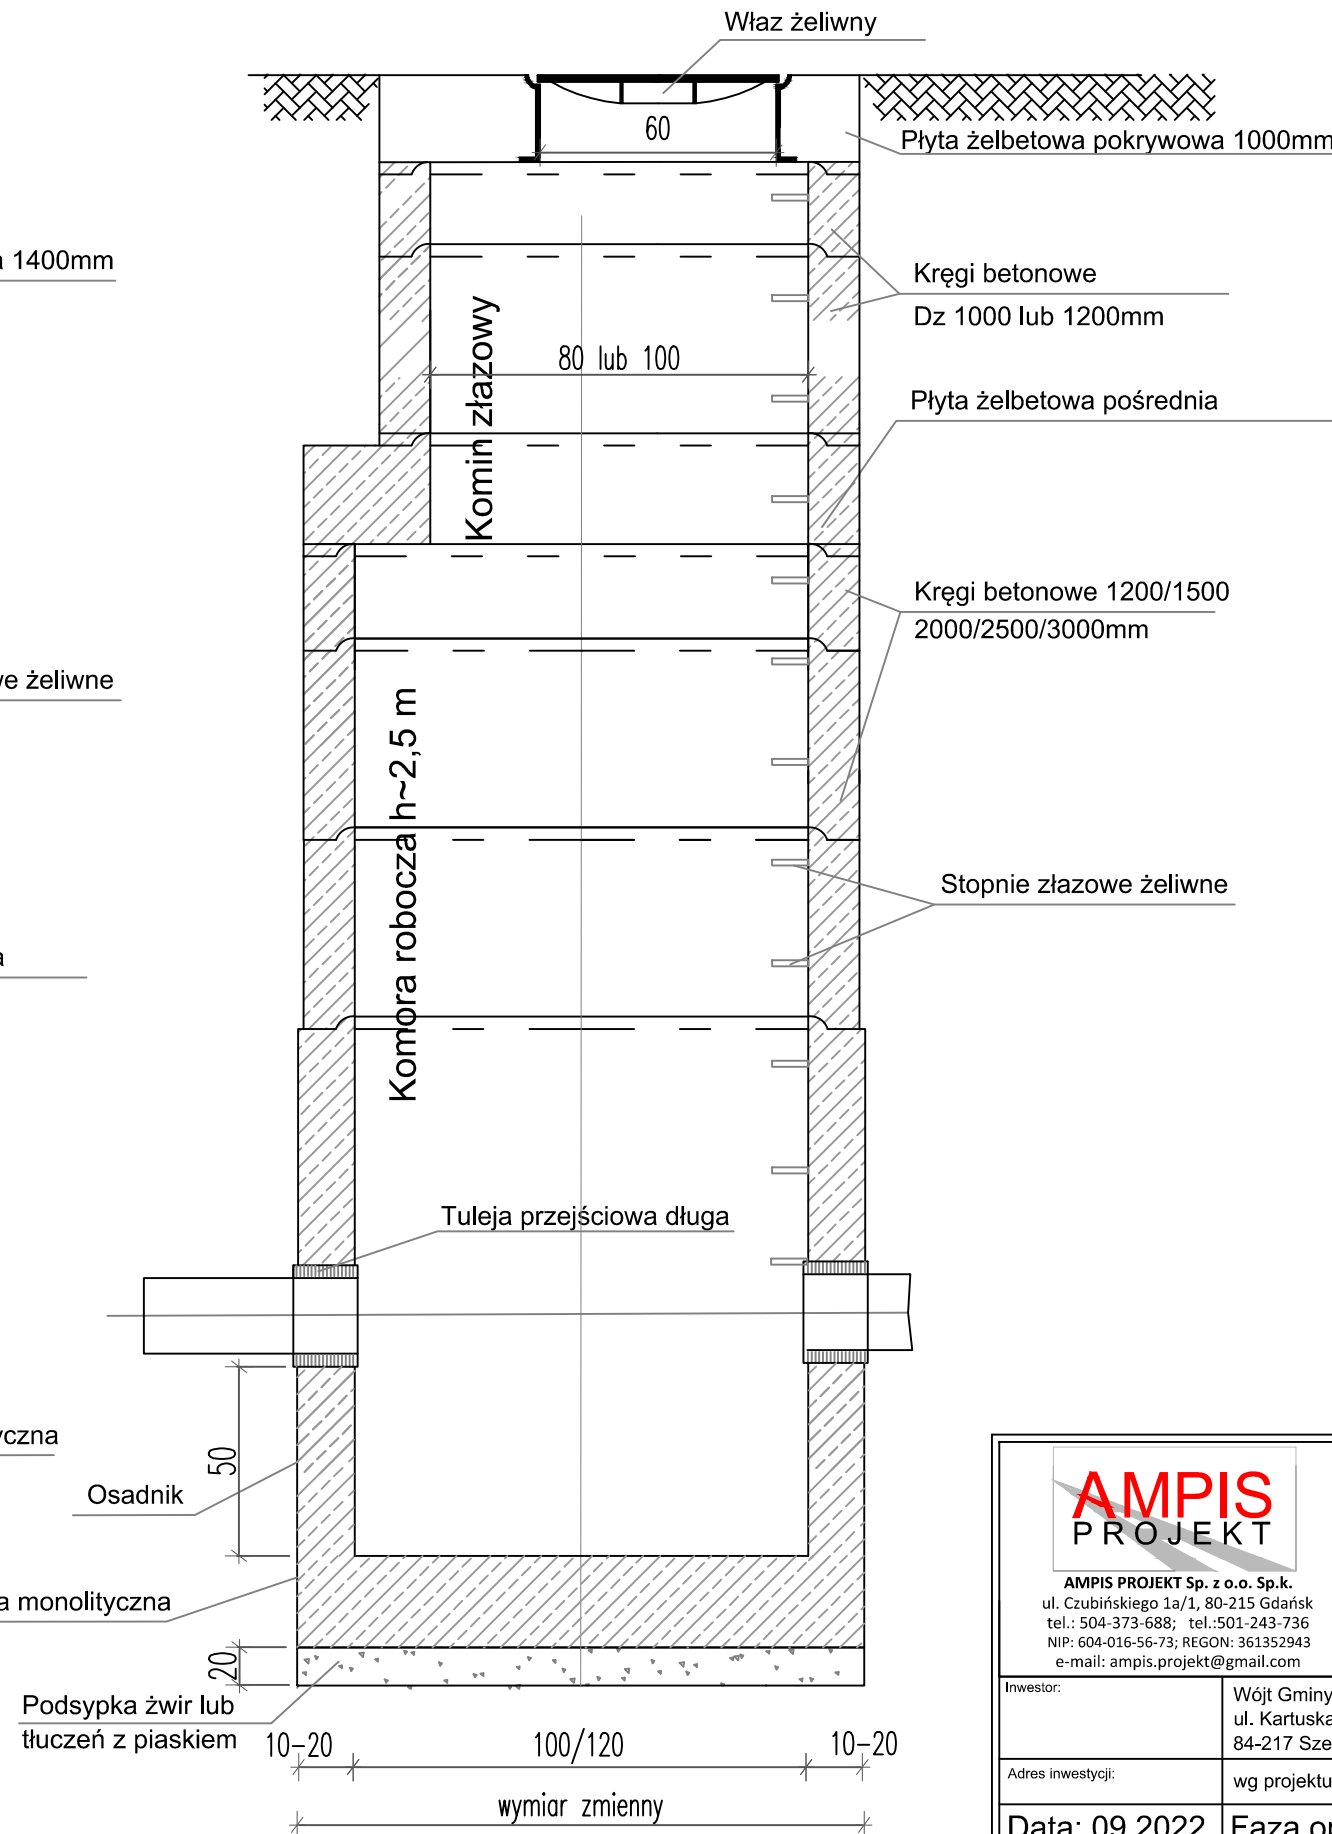 Właz żeliwny
60
Płyta żelbetowa pokrywowa 1000mm
1400mm
Kręgi betonowe
Dz 1000 lub 1200mm
Komin złazowy
80 lub 100
Płyta żelbetowa pośrednia
Kręgi betonowe 1200/1500
2000/2500/3000mm
żeliwne
Komora robocza h~2,5 m
Stopnie złazowe żeliwne
Tuleja przejściowa długa
50
Osadnik
monolityczna
20
Podsypka żwir lub
tłuczeń z piaskiem
10-20
100/120
10-20
wymiar zmienny
AMPIS
PROJEKT
AMPIS PROJEKT Sp. z o.o. Sp.k.
ul. Czubińskiego 1a/1, 80-215 Gdańsk
tel.: 504-373-688; tel.:501-243-736
NIP: 604-016-56-73; REGON: 361352943
e-mail: ampis.projekt@gmail.com
Inwestor:
Wójt Gminy
ul. Kartuska
84-217 Sze
Adres inwestycji:
wg projektu
Data: 09.2022
Faza